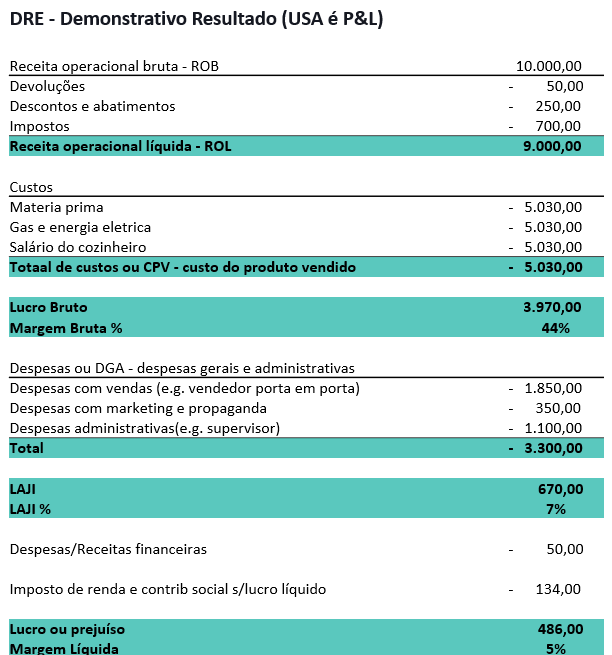 DRE - Demonstrativo Resultado (USA é P&L)
Receita operacional bruta - ROB 10.000,00
Devoluções - 50,00
Descontos e abatimentos - 250,00
Impostos - 700,00
Receita operacional líquida - ROL 9.000,00
Custos
Materia prima - 5.030,00
Gas e energia eletrica - 5.030,00
Salário do cozinheiro - 5.030,00
Totaal de custos ou CPV - custo do produto vendido - 5.030,00
Lucro Bruto 3.970,00
Margem Bruta % 44%
Despesas ou DGA - despesas gerais e administrativas
Despesas com vendas (e.g. vendedor porta em porta) - 1.850,00
Despesas com marketing e propaganda - 350,00
Despesas administrativas(e.g. supervisor) - 1.100,00
Total - 3.300,00
LAJI 670,00
LAJI % 7%
Despesas/Receitas financeiras - 50,00
Imposto de renda e contrib social s/lucro líquido - 134,00
Lucro ou prejuíso 486,00
Margem Líquida 5%